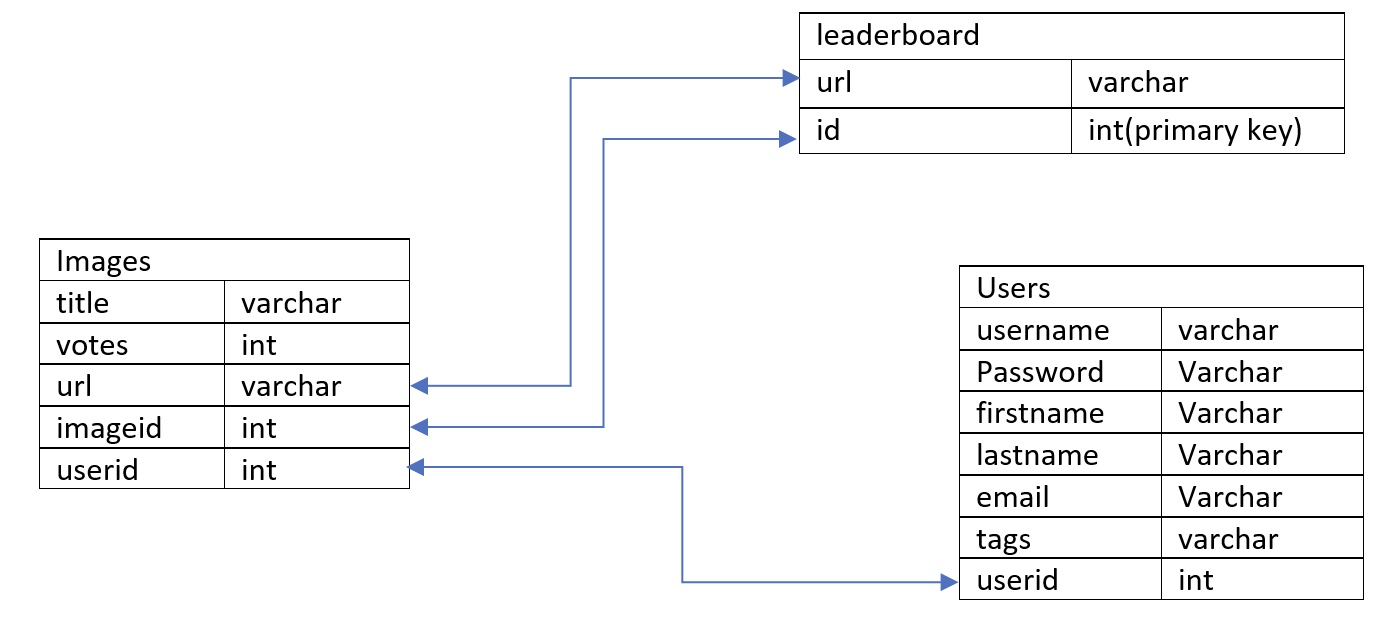 leaderboard
url varchar
id int(primary key)
Images
title varchar
votes int
url varchar
imageid int
userid int
Users
username varchar
Password Varchar
firstname Varchar
lastname Varchar
email Varchar
tags varchar
userid int